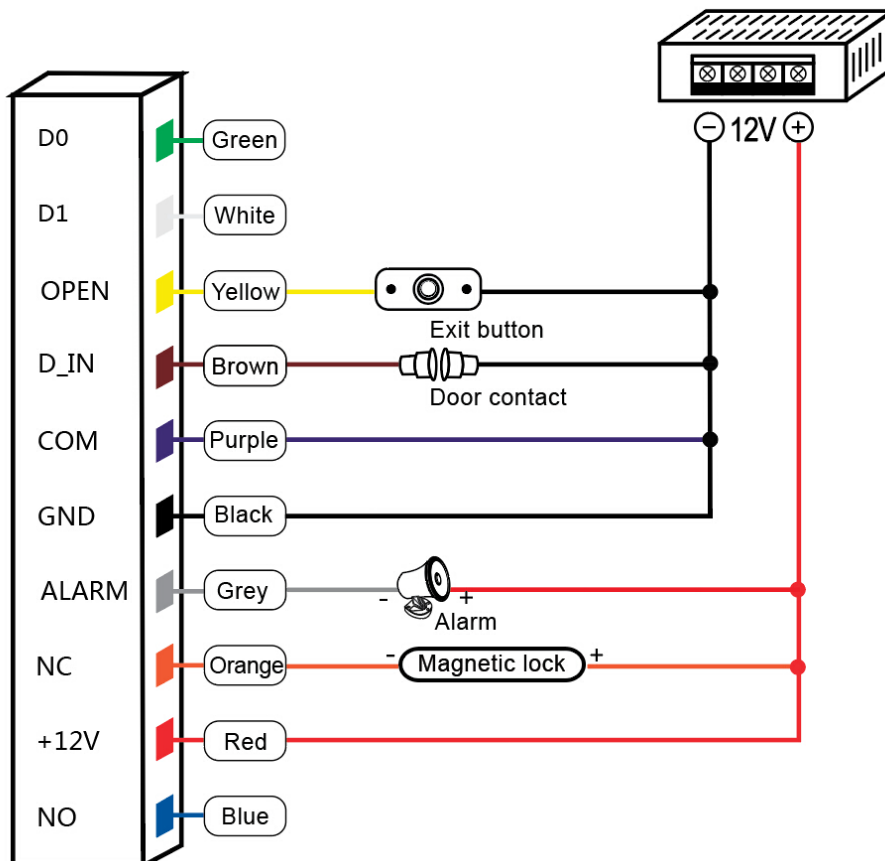 − 12V +
D0 Green
D1 White
OPEN Yellow
Exit button
D_IN Brown
Door contact
COM Purple
GND Black
ALARM Grey - +
Alarm
NC Orange - Magnetic lock +
+12V Red
NO Blue